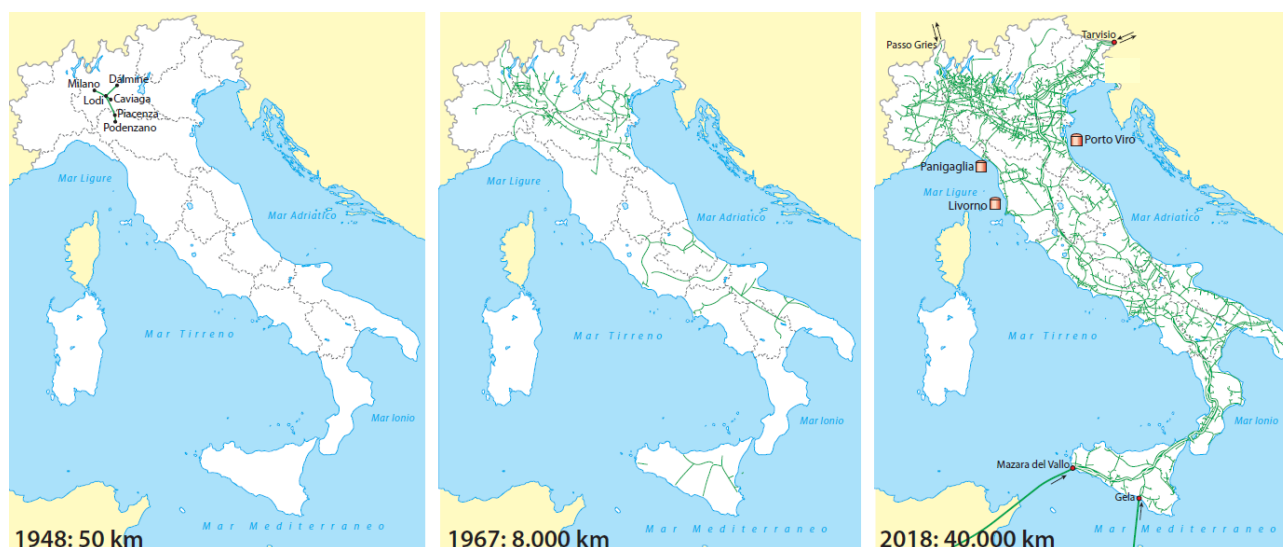 Milano
Dalmine
Lodi
Caviaga
Piacenza
Podenzano
Mar Ligure
Mar Adriatico
Mar Tirreno
Mar Ionio
Mar Mediterraneo
1948: 50 km
Mar Ligure
Mar Adriatico
Mar Tirreno
Mar Ionio
Mar Mediterraneo
1967: 8.000 km
Passo Gries
Tarvisio
Porto Viro
Panigaglia
Mar Ligure
Livorno
Mar Adriatico
Mar Tirreno
Mar Ionio
Mazara del Vallo
Gela
Mar Mediterraneo
2018: 40.000 km